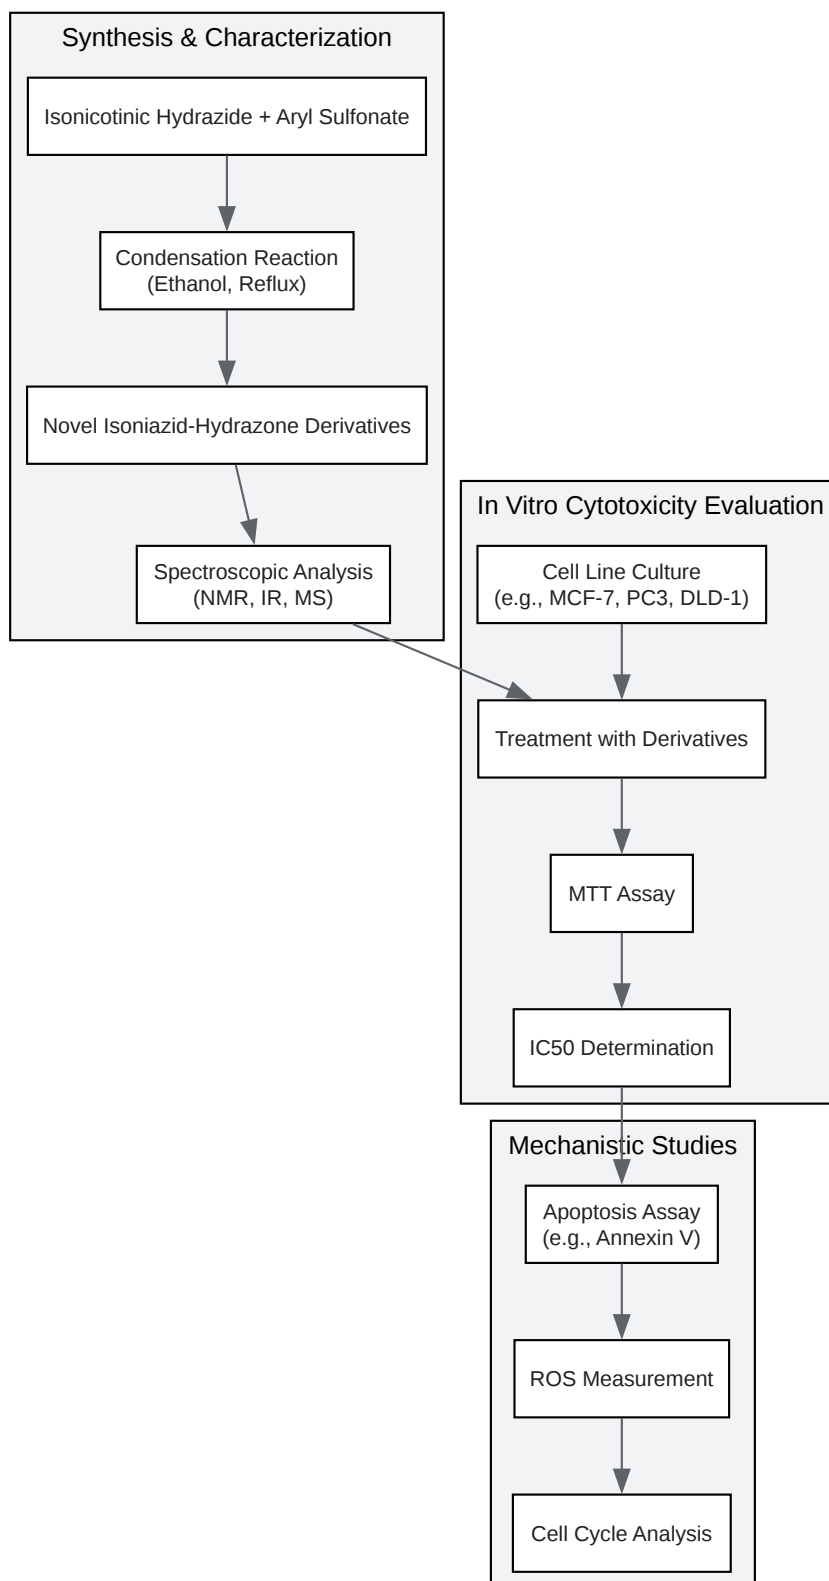 Synthesis & Characterization
Isonicotinic Hydrazide + Aryl Sulfonate
Condensation Reaction
(Ethanol, Reflux)
Novel Isoniazid-Hydrazone Derivatives
Spectroscopic Analysis
(NMR, IR, MS)
In Vitro Cytotoxicity Evaluation
Cell Line Culture
(e.g., MCF-7, PC3, DLD-1)
Treatment with Derivatives
MTT Assay
IC50 Determination
Mechanistic Studies
Apoptosis Assay
(e.g., Annexin V)
ROS Measurement
Cell Cycle Analysis